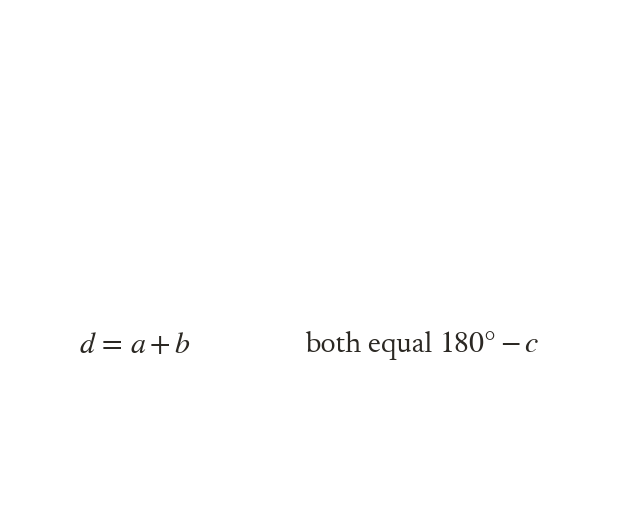 d = a + b both equal 180° – c